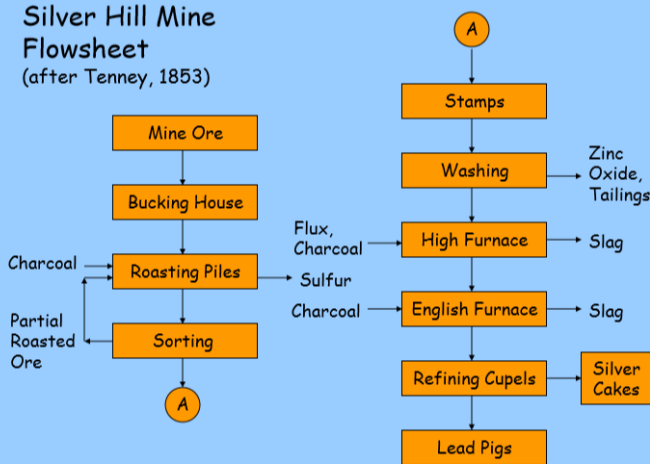 Silver Hill Mine
Flowsheet
(after Tenney, 1853)
Mine Ore
Bucking House
Charcoal
Roasting Piles
Sulfur
Partial
Roasted
Ore
Sorting
A
A
Stamps
Washing
Zinc
Oxide,
Tailings
Flux,
Charcoal
High Furnace
Slag
Charcoal
English Furnace
Slag
Refining Cupels
Silver
Cakes
Lead Pigs